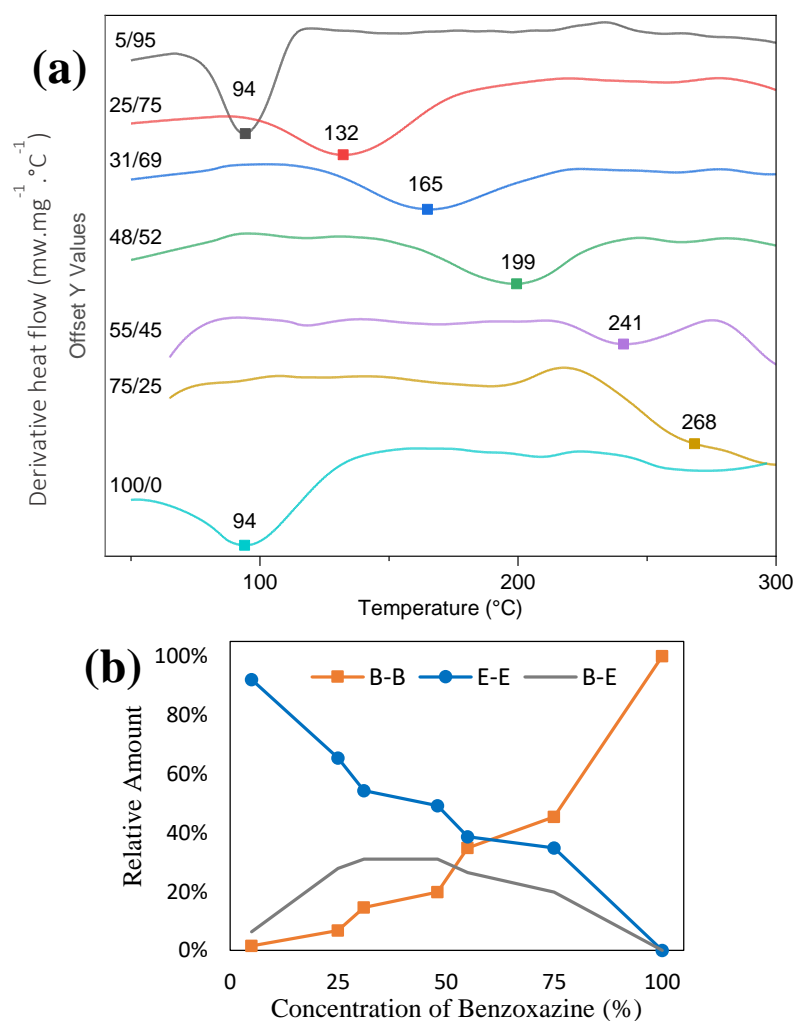 (a)
5/95
94
25/75
132
31/69
165
48/52
199
55/45
241
75/25
268
100/0
94
Derivative heat flow (mw.mg⁻¹.°C⁻¹)
Offset Y Values
100
200
300
Temperature (°C)
(b)
B-B
E-E
B-E
100%
80%
60%
40%
20%
0%
Relative Amount
0
25
50
75
100
Concentration of Benzoxazine (%)